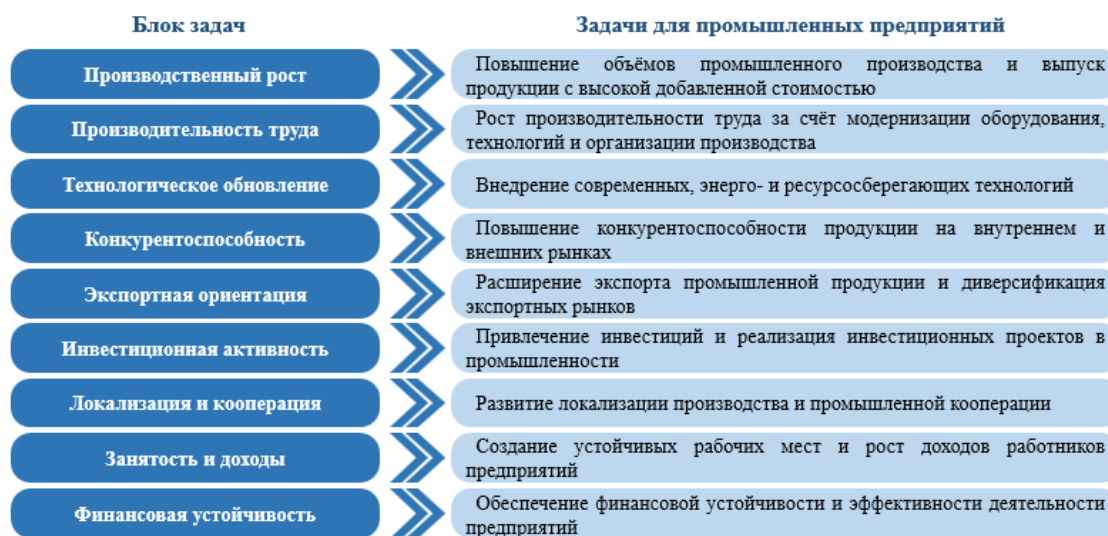 Блок задач
Задачи для промышленных предприятий
Производственный рост
Повышение объёмов промышленного производства и выпуск
продукции с высокой добавленной стоимостью
Производительность труда
Рост производительности труда за счёт модернизации оборудования,
технологий и организации производства
Технологическое обновление
Внедрение современных, энерго- и ресурсосберегающих технологий
Конкурентоспособность
Повышение конкурентоспособности продукции на внутреннем и
внешних рынках
Экспортная ориентация
Расширение экспорта промышленной продукции и диверсификация
экспортных рынков
Инвестиционная активность
Привлечение инвестиций и реализация инвестиционных проектов в
промышленности
Локализация и кооперация
Развитие локализации производства и промышленной кооперации
Занятость и доходы
Создание устойчивых рабочих мест и рост доходов работников
предприятий
Финансовая устойчивость
Обеспечение финансовой устойчивости и эффективности деятельности
предприятий